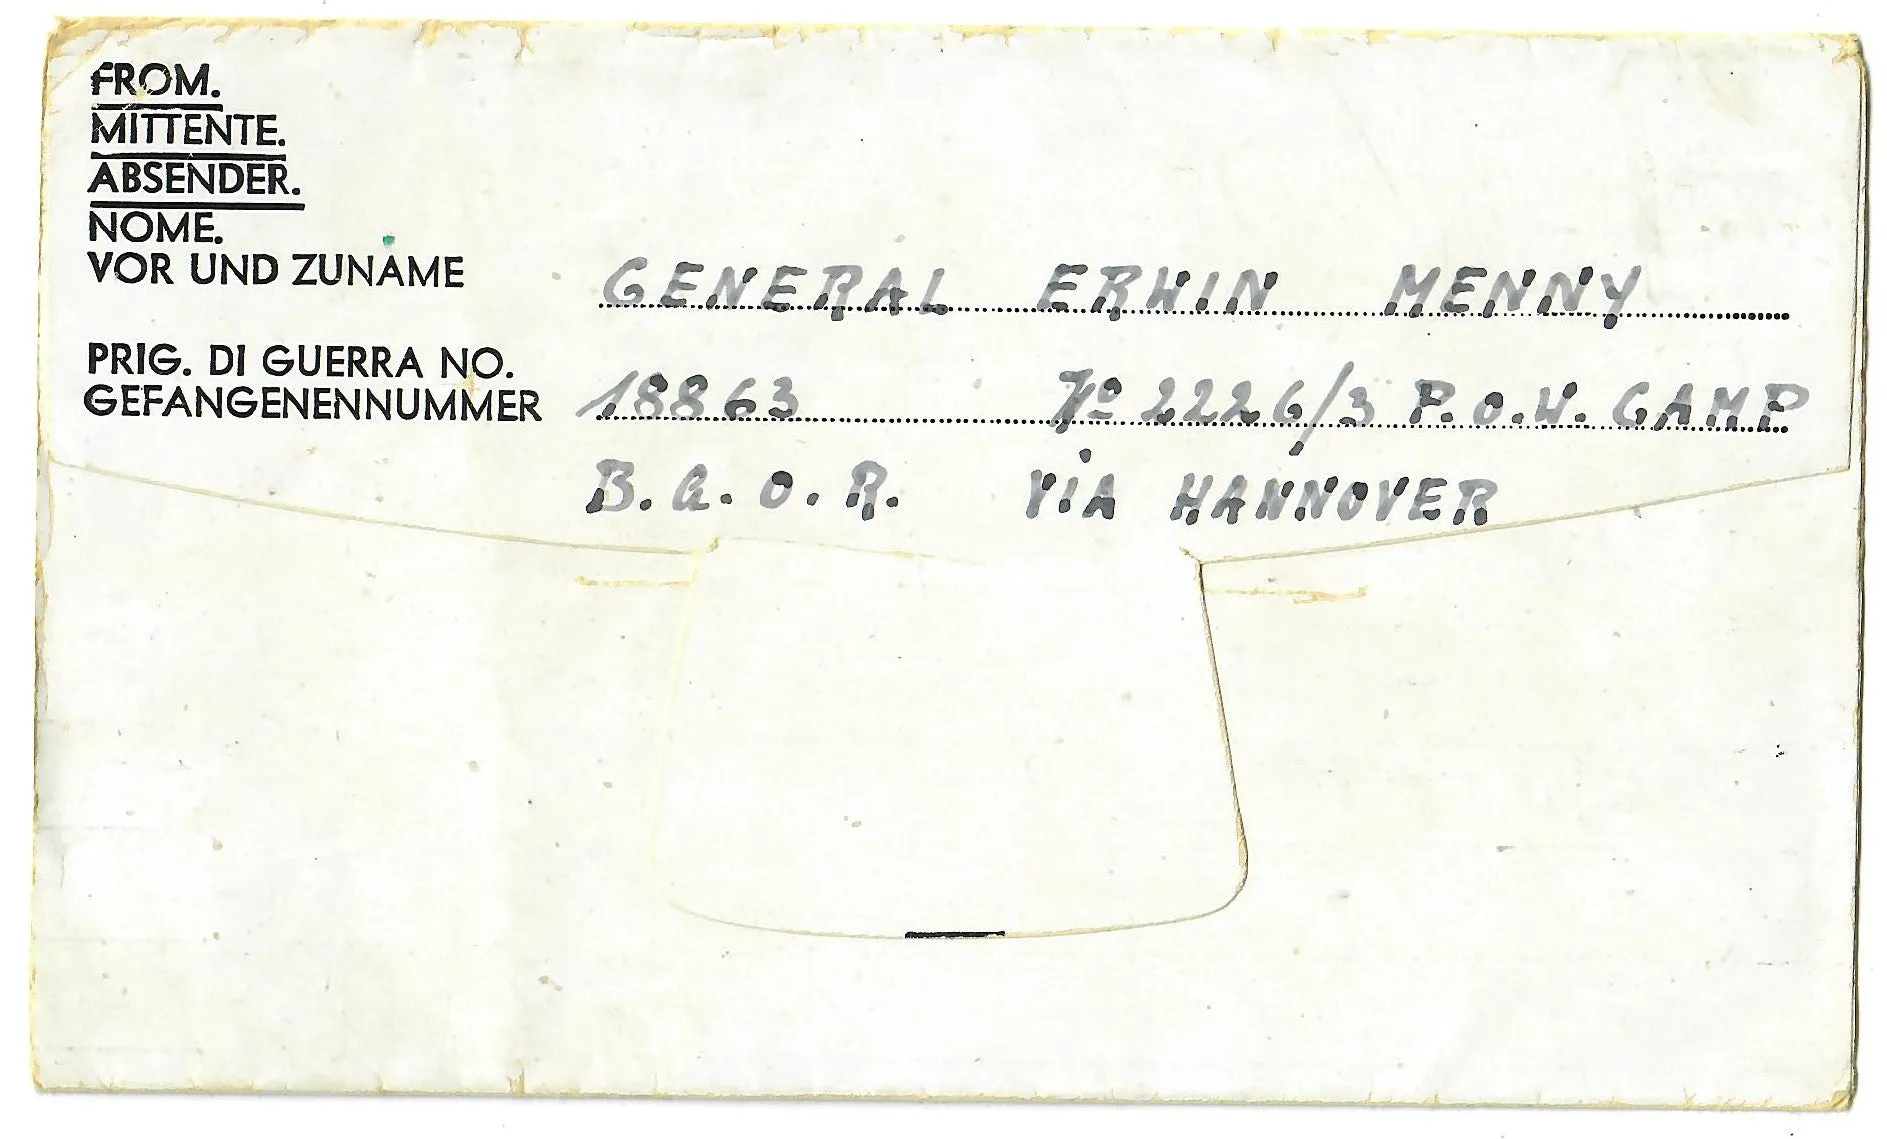 FROM.
MITTENTE.
ABSENDER.
NOME.
VOR UND ZUNAME GENERAL ERWIN MENNY
PRIG. DI GUERRA NO.
GEFANGENENNUMMER 18863 No 2226/3 P.O.W. CAMP
B.A.O.R. VIA HANNOVER